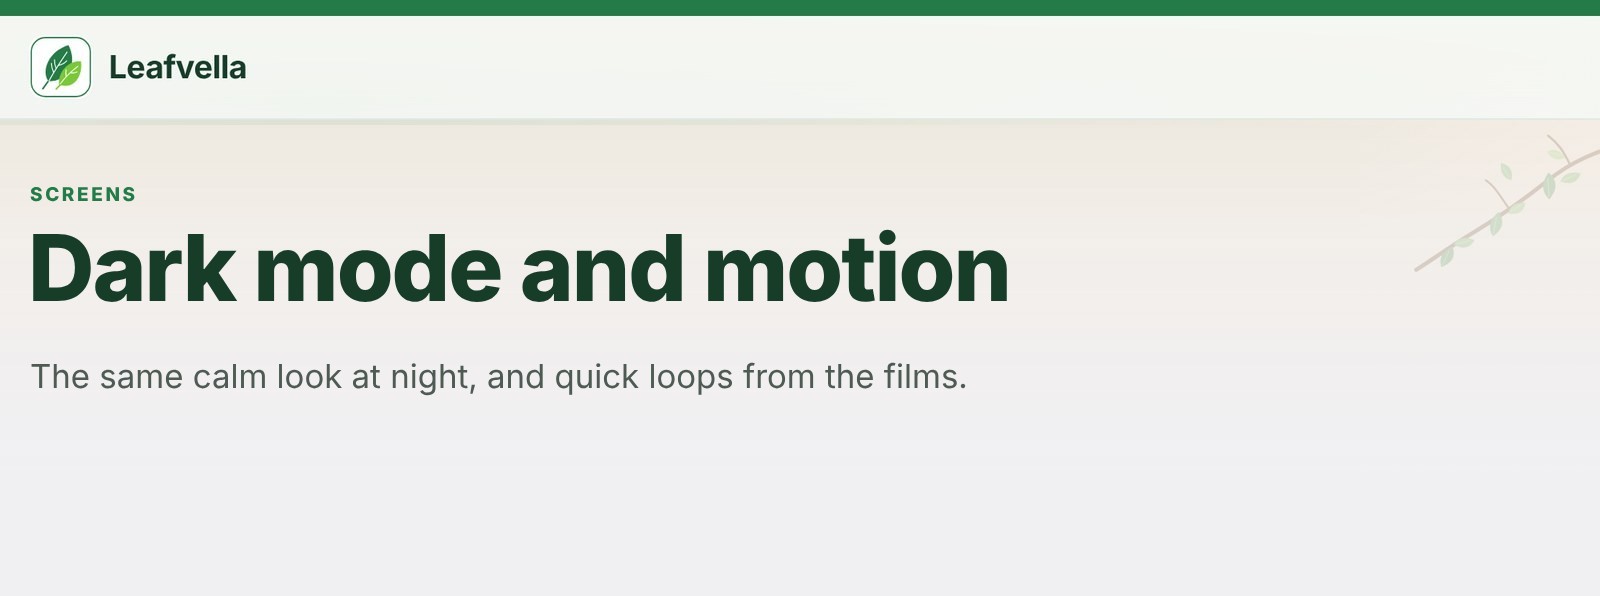 Leafvella
SCREENS
Dark mode and motion
The same calm look at night, and quick loops from the films.